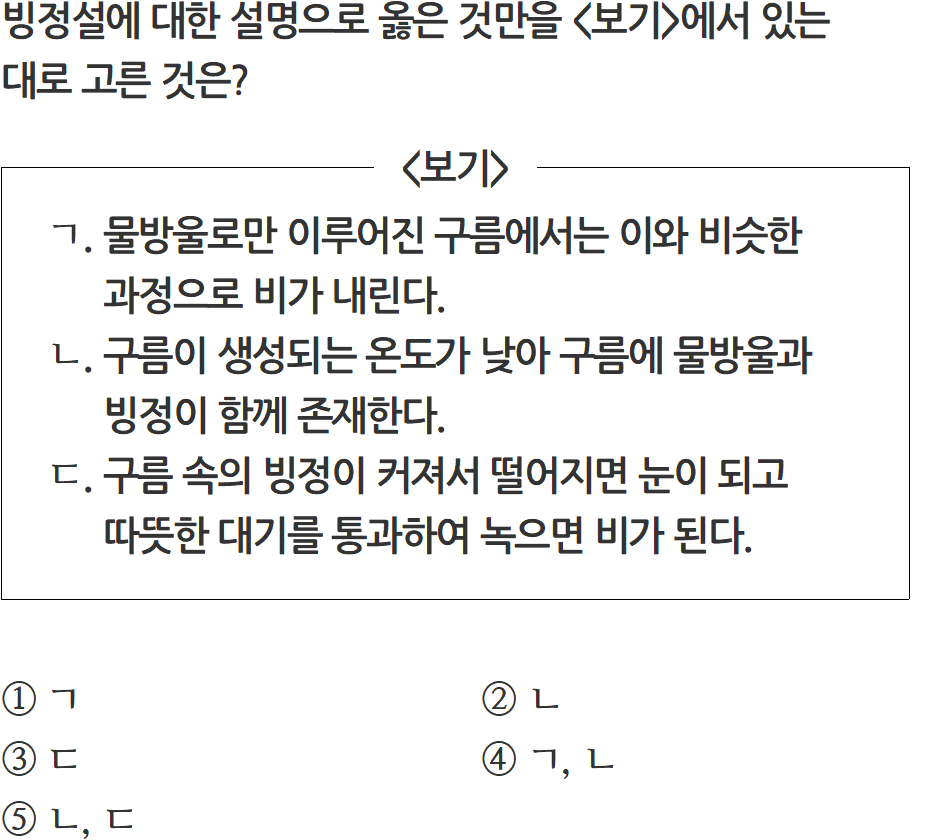 빙정설에 대한 설명으로 옳은 것만을 <보기>에서 있는
대로 고른 것은?
<보기>
ㄱ. 물방울로만 이루어진 구름에서는 이와 비슷한
과정으로 비가 내린다.
ㄴ. 구름이 생성되는 온도가 낮아 구름에 물방울과
빙정이 함께 존재한다.
ㄷ. 구름 속의 빙정이 커져서 떨어지면 눈이 되고
따뜻한 대기를 통과하여 녹으면 비가 된다.
① ㄱ ② ㄴ
③ ㄷ ④ ㄱ, ㄴ
⑤ ㄴ, ㄷ